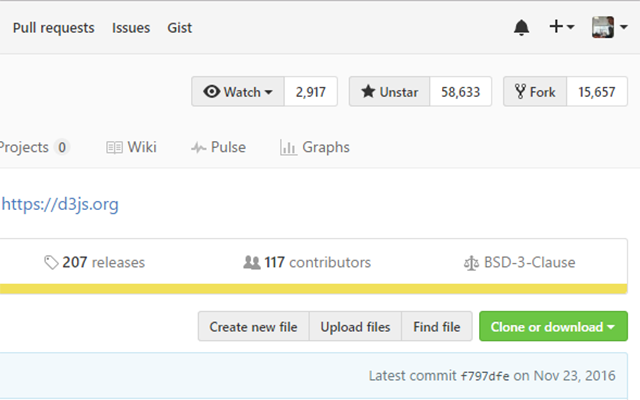 Pull requests Issues Gist
Watch 2,917 Unstar 58,633 Fork 15,657
Projects 0 Wiki Pulse Graphs
https://d3js.org
207 releases 117 contributors BSD-3-Clause
Create new file Upload files Find file Clone or download
Latest commit f797dfe on Nov 23, 2016